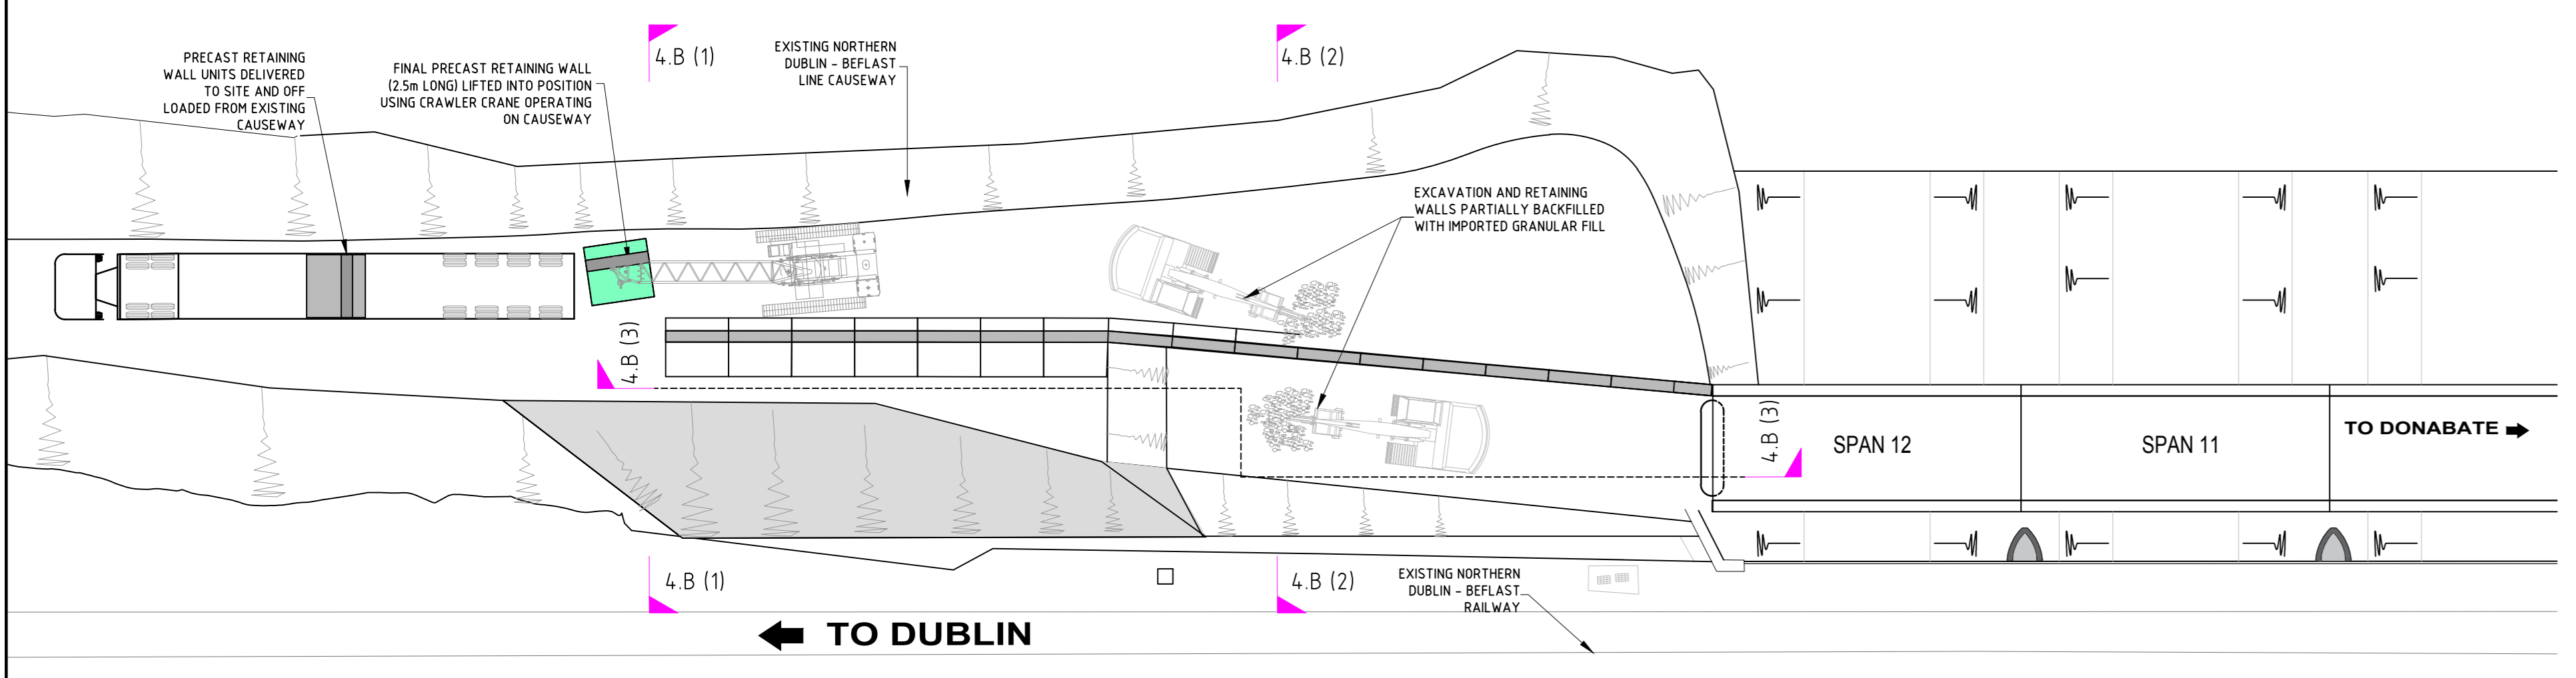 PRECAST RETAINING
WALL UNITS DELIVERED
TO SITE AND OFF
LOADED FROM EXISTING
CAUSEWAY
FINAL PRECAST RETAINING WALL
(2.5m LONG) LIFTED INTO POSITION
USING CRAWLER CRANE OPERATING
ON CAUSEWAY
4.B (1)
EXISTING NORTHERN
DUBLIN - BEFLAST
LINE CAUSEWAY
4.B (2)
EXCAVATION AND RETAINING
WALLS PARTIALLY BACKFILLED
WITH IMPORTED GRANULAR FILL
4.B (3)
4.B (3)
SPAN 12
SPAN 11
TO DONABATE
4.B (1)
4.B (2)
EXISTING NORTHERN
DUBLIN - BEFLAST
RAILWAY
TO DUBLIN